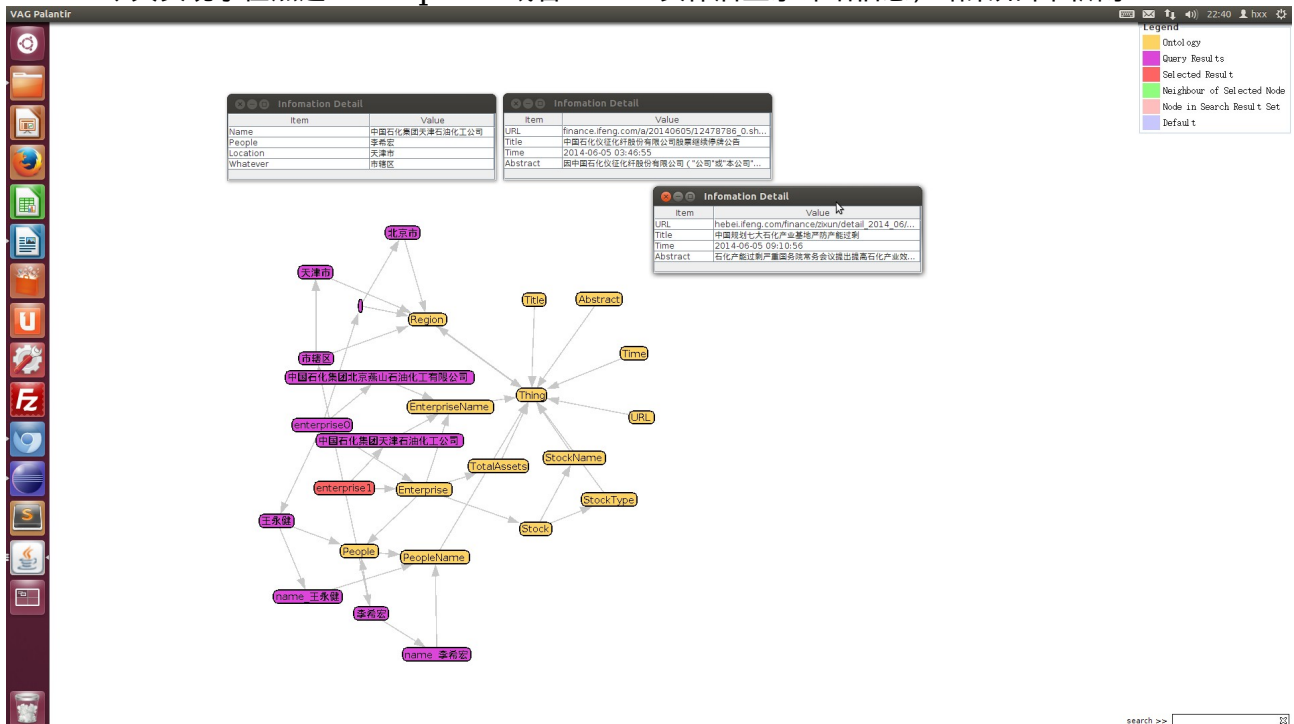 VAG Palantir
22:40
hxx
Legend
Ontology
Query Results
Selected Result
Neighbour of Selected Node
Node in Search Result Set
Default
Infomation Detail
Item Value
Name 中国石化集团天津石油化工公司
People 李希宏
Location 天津市
Whatever 市辖区
Infomation Detail
Item Value
URL finance.ifeng.com/a/20140605/12478786_0.sh...
Title 中国石化仪征化纤股份有限公司股票继续停牌公告
Time 2014-06-05 03:46:55
Abstract 因中国石化仪征化纤股份有限公司（"公司"或"本公司"...
Infomation Detail
Item Value
URL hebei.ifeng.com/finance/zixun/detail_2014_06/...
Title 中国规划七大石化产业基地严防产能过剩
Time 2014-06-05 09:10:56
Abstract 石化产能过剩严重国务院常务会议提出提高石化产业效...
北京市
天津市
Title
Abstract
Region
市辖区
Time
中国石化集团北京燕山石油化工有限公司
Thing
EnterpriseName
URL
enterprise0
中国石化集团天津石油化工公司
StockName
TotalAssets
enterprise1
Enterprise
StockType
王永健
Stock
People
PeopleName
name_王永健
李希宏
name_李希宏
search >>